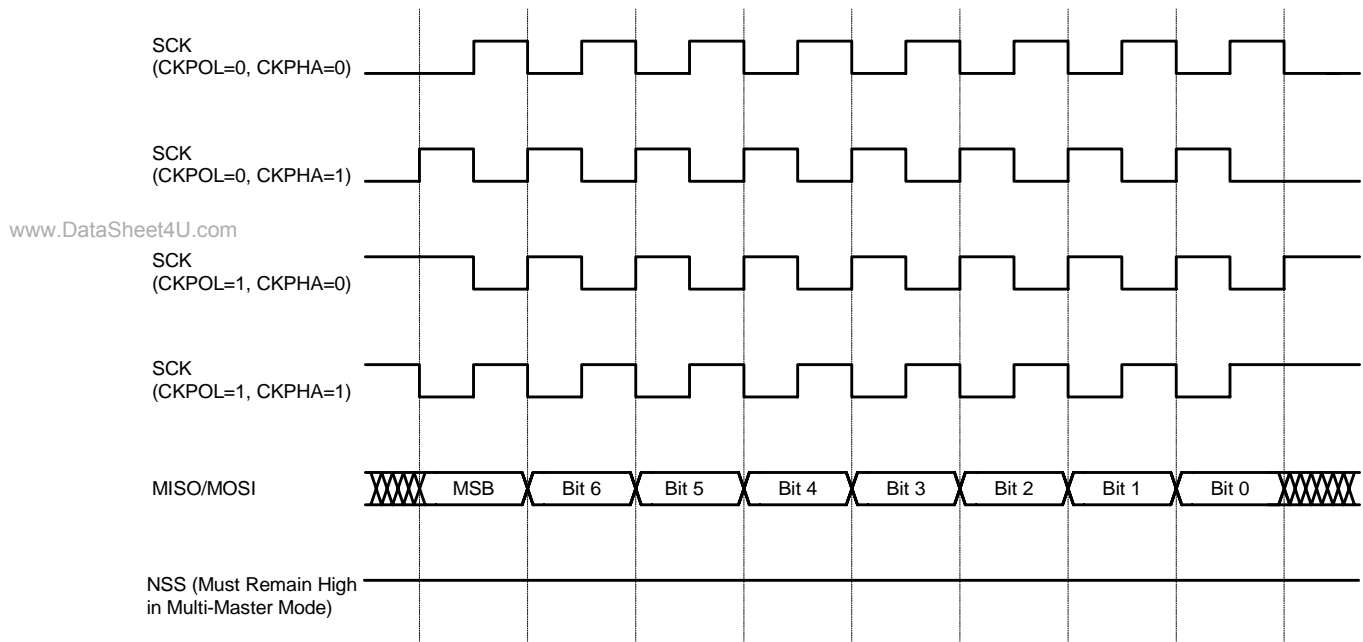 SCK
(CKPOL=0, CKPHA=0)
SCK
(CKPOL=0, CKPHA=1)
www.DataSheet4U.com
SCK
(CKPOL=1, CKPHA=0)
SCK
(CKPOL=1, CKPHA=1)
MISO/MOSI MSB Bit 6 Bit 5 Bit 4 Bit 3 Bit 2 Bit 1 Bit 0
NSS (Must Remain High
in Multi-Master Mode)